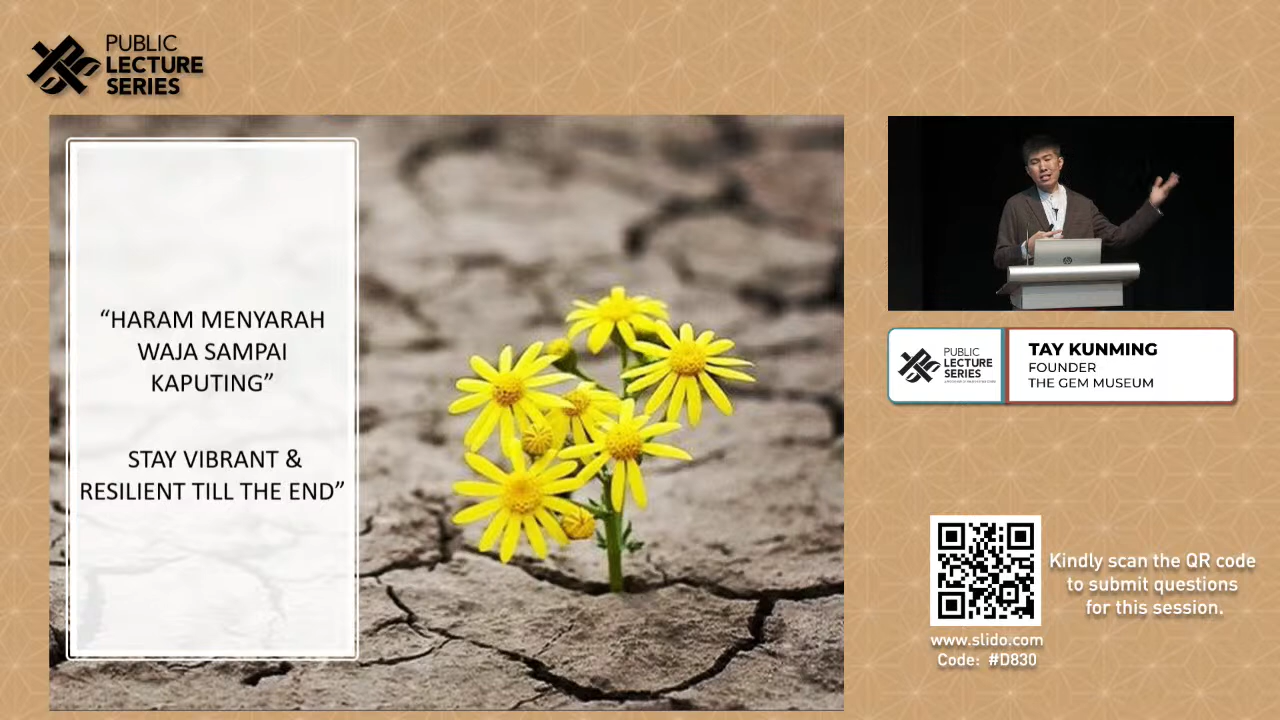 PUBLIC
LECTURE
SERIES
“HARAM MENYARAH
WAJA SAMPAI
KAPUTING”
STAY VIBRANT &
RESILIENT TILL THE END”
PUBLIC
LECTURE
SERIES
TAY KUNMING
FOUNDER
THE GEM MUSEUM
Kindly scan the QR code
to submit questions
for this session.
www.slido.com
Code: #D830